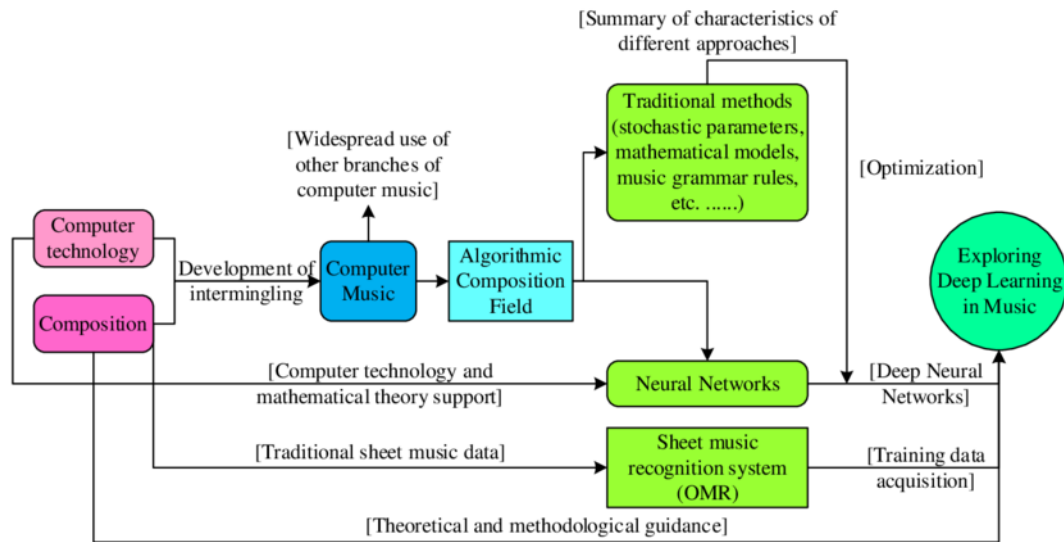 [Summary of characteristics of
different approaches]
Traditional methods
(stochastic parameters,
mathematical models,
music grammar rules,
etc. ......)
[Widespread use of
other branches of
computer music]
[Optimization]
Computer
technology
Development of
intermingling
Computer
Music
Algorithmic
Composition
Field
Exploring
Deep Learning
in Music
Composition
[Computer technology and
mathematical theory support]
Neural Networks
[Deep Neural
Networks]
[Traditional sheet music data]
Sheet music
recognition system
(OMR)
[Training data
acquisition]
[Theoretical and methodological guidance]